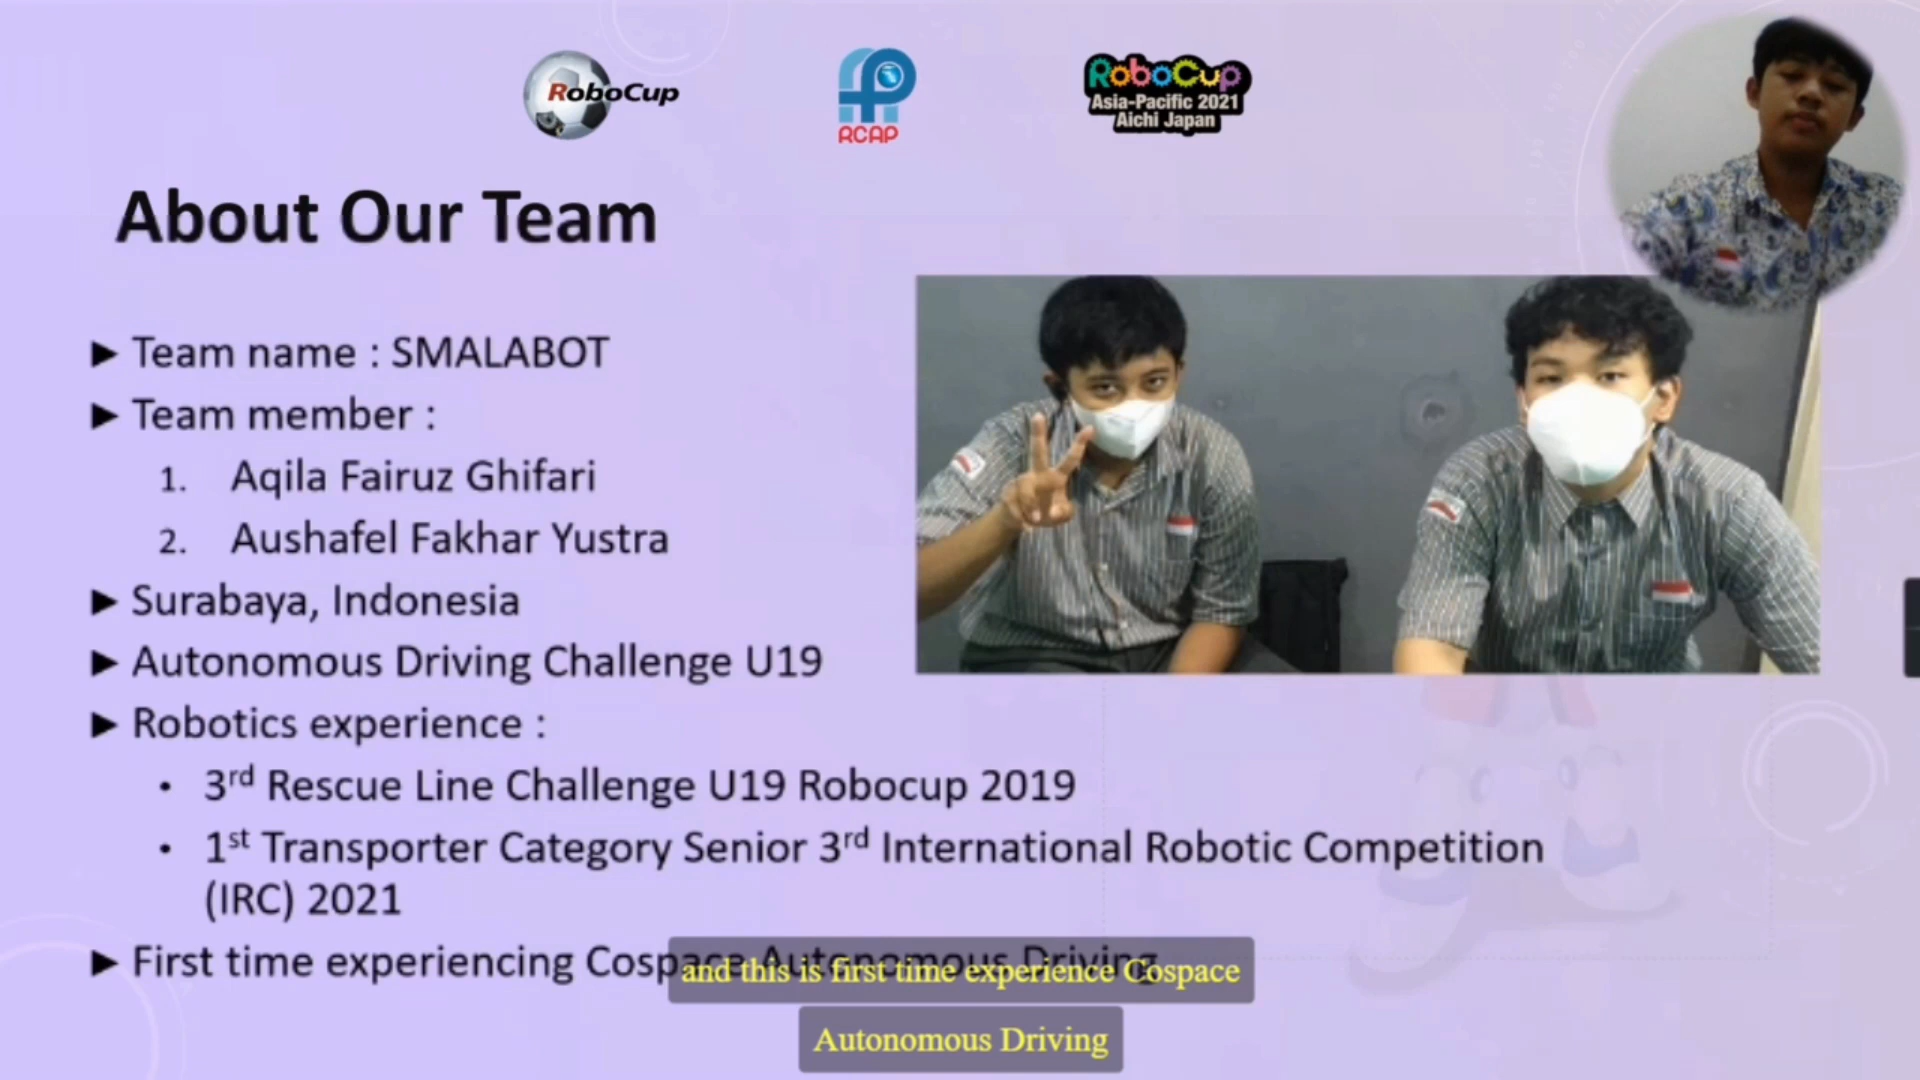 RoboCup
RCAP
RoboCup
Asia-Pacific 2021
Aichi Japan
About Our Team
Team name : SMALABOT
Team member :
1. Aqila Fairuz Ghifari
2. Aushafel Fakhar Yustra
Surabaya, Indonesia
Autonomous Driving Challenge U19
Robotics experience :
3rd Rescue Line Challenge U19 Robocup 2019
1st Transporter Category Senior 3rd International Robotic Competition
(IRC) 2021
First time experiencing Cospace Autonomous Driving
and this is first time experience Cospace
Autonomous Driving